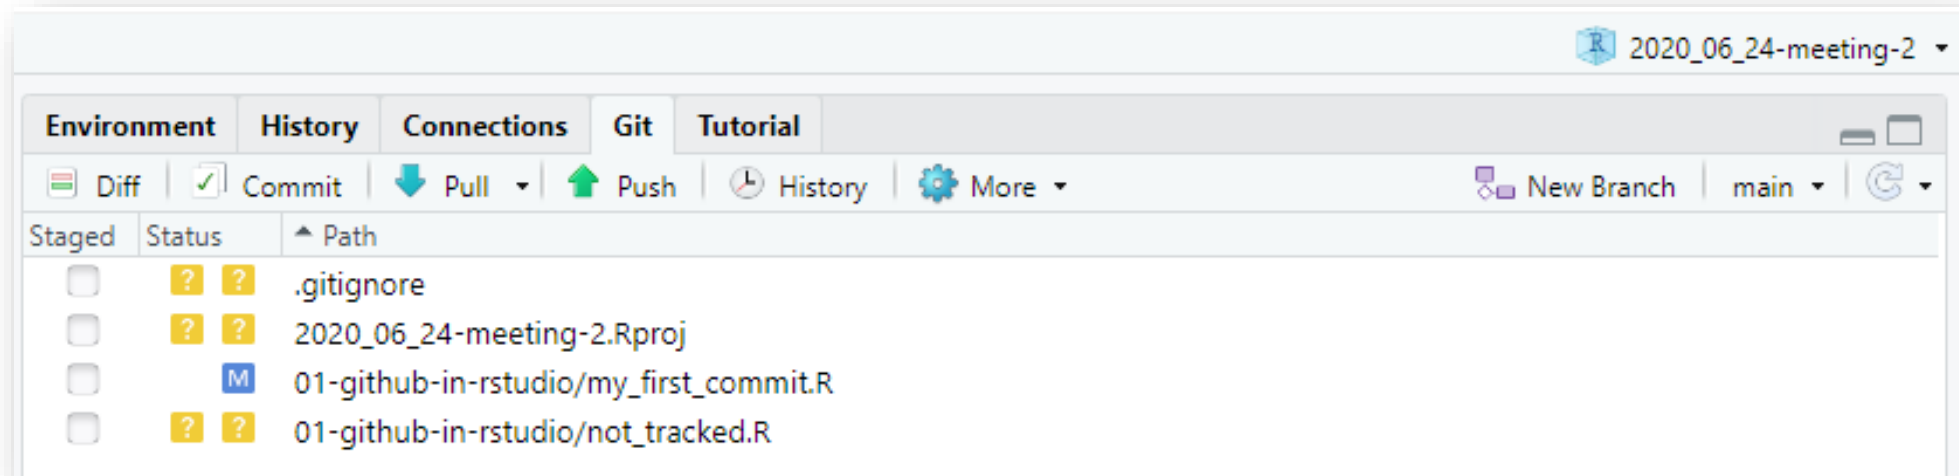 R 2020_06_24-meeting-2
Environment History Connections Git Tutorial
Diff Commit Pull Push History More New Branch main
Staged Status Path
? ? .gitignore
? ? 2020_06_24-meeting-2.Rproj
M 01-github-in-rstudio/my_first_commit.R
? ? 01-github-in-rstudio/not_tracked.R